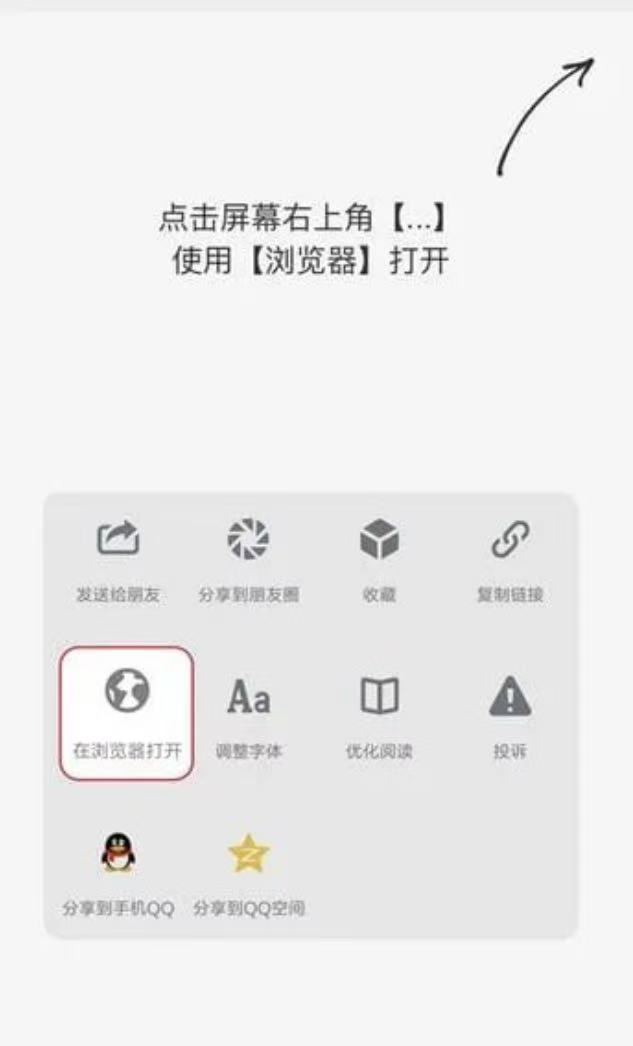 点击屏幕右上角【...】
使用【浏览器】打开
发送给朋友 分享到朋友圈 收藏 复制链接
在浏览器打开 调整字体 优化阅读 投诉
分享到手机QQ 分享到QQ空间